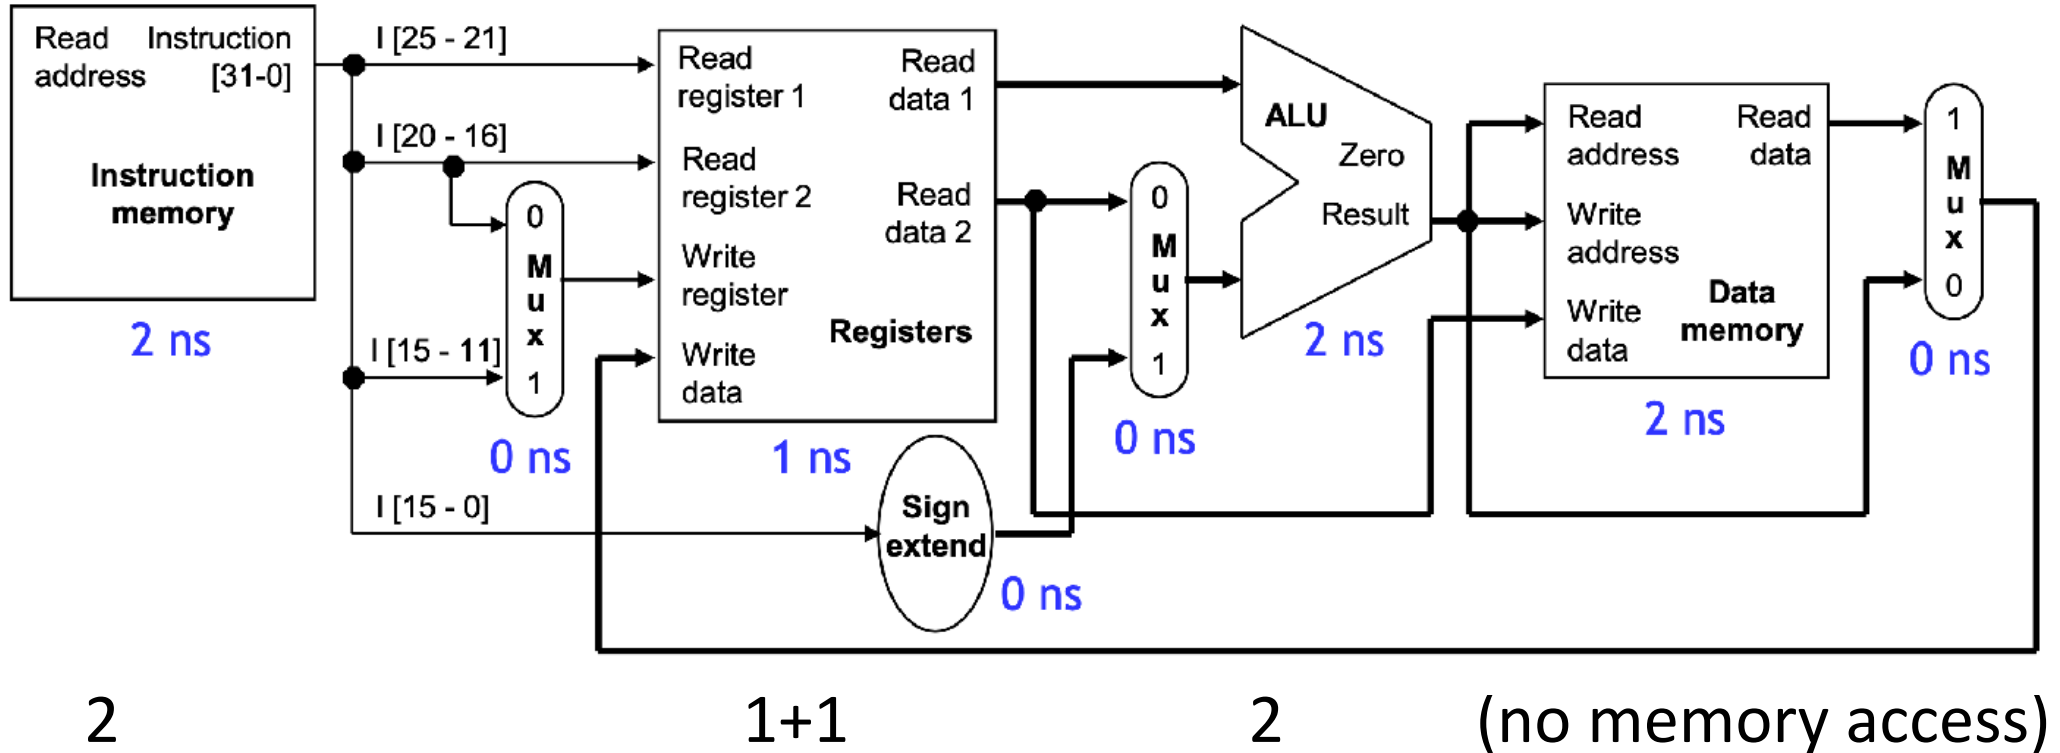 Read address
Instruction [31-0]
Instruction memory
2 ns
I [25 - 21]
I [20 - 16]
I [15 - 11]
I [15 - 0]
0
Mux
1
0 ns
Read register 1
Read register 2
Write register
Write data
Read data 1
Read data 2
Registers
1 ns
Sign extend
0 ns
0
Mux
1
0 ns
ALU
Zero
Result
2 ns
Read address
Write address
Write data
Read data
Data memory
2 ns
1
Mux
0
0 ns
2
1+1
2
(no memory access)